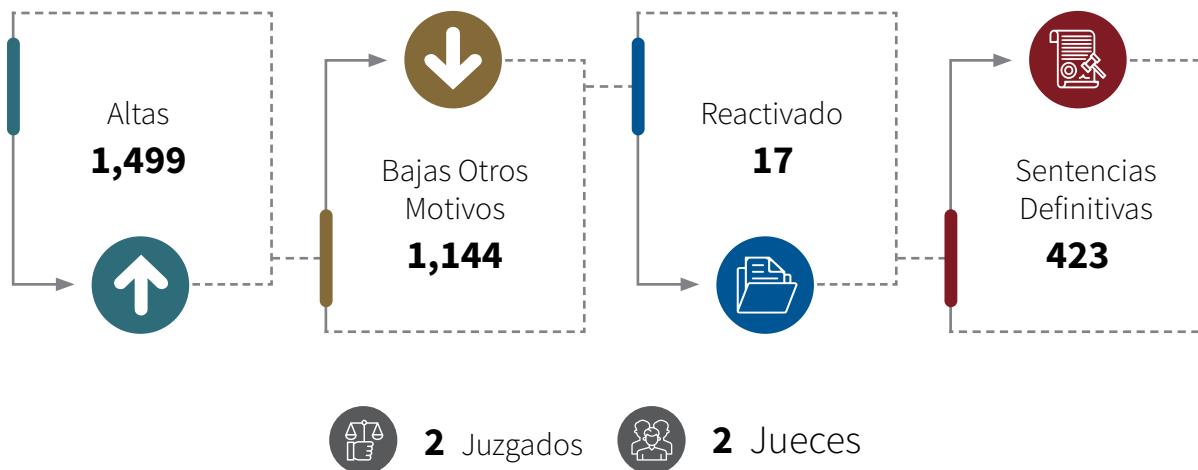 Altas
1,499
Bajas Otros
Motivos
1,144
Reactivado
17
Sentencias
Definitivas
423
2 Juzgados
2 Jueces